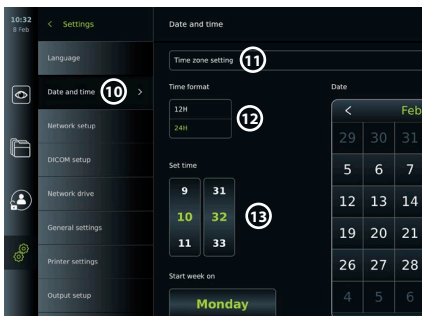 10:32
8 Feb
< Settings
Date and time
Language
Time zone setting
11
Date and time
10
>
Time format
Date
12H
24H
12
<
Feb
Network setup
29 30 31
DICOM setup
Set time
5 6 7
Network drive
9 31
12 13 14
10 32
13
General settings
19 20 21
11 33
Printer settings
26 27 28
Start week on
Output setup
Monday
4 5 6